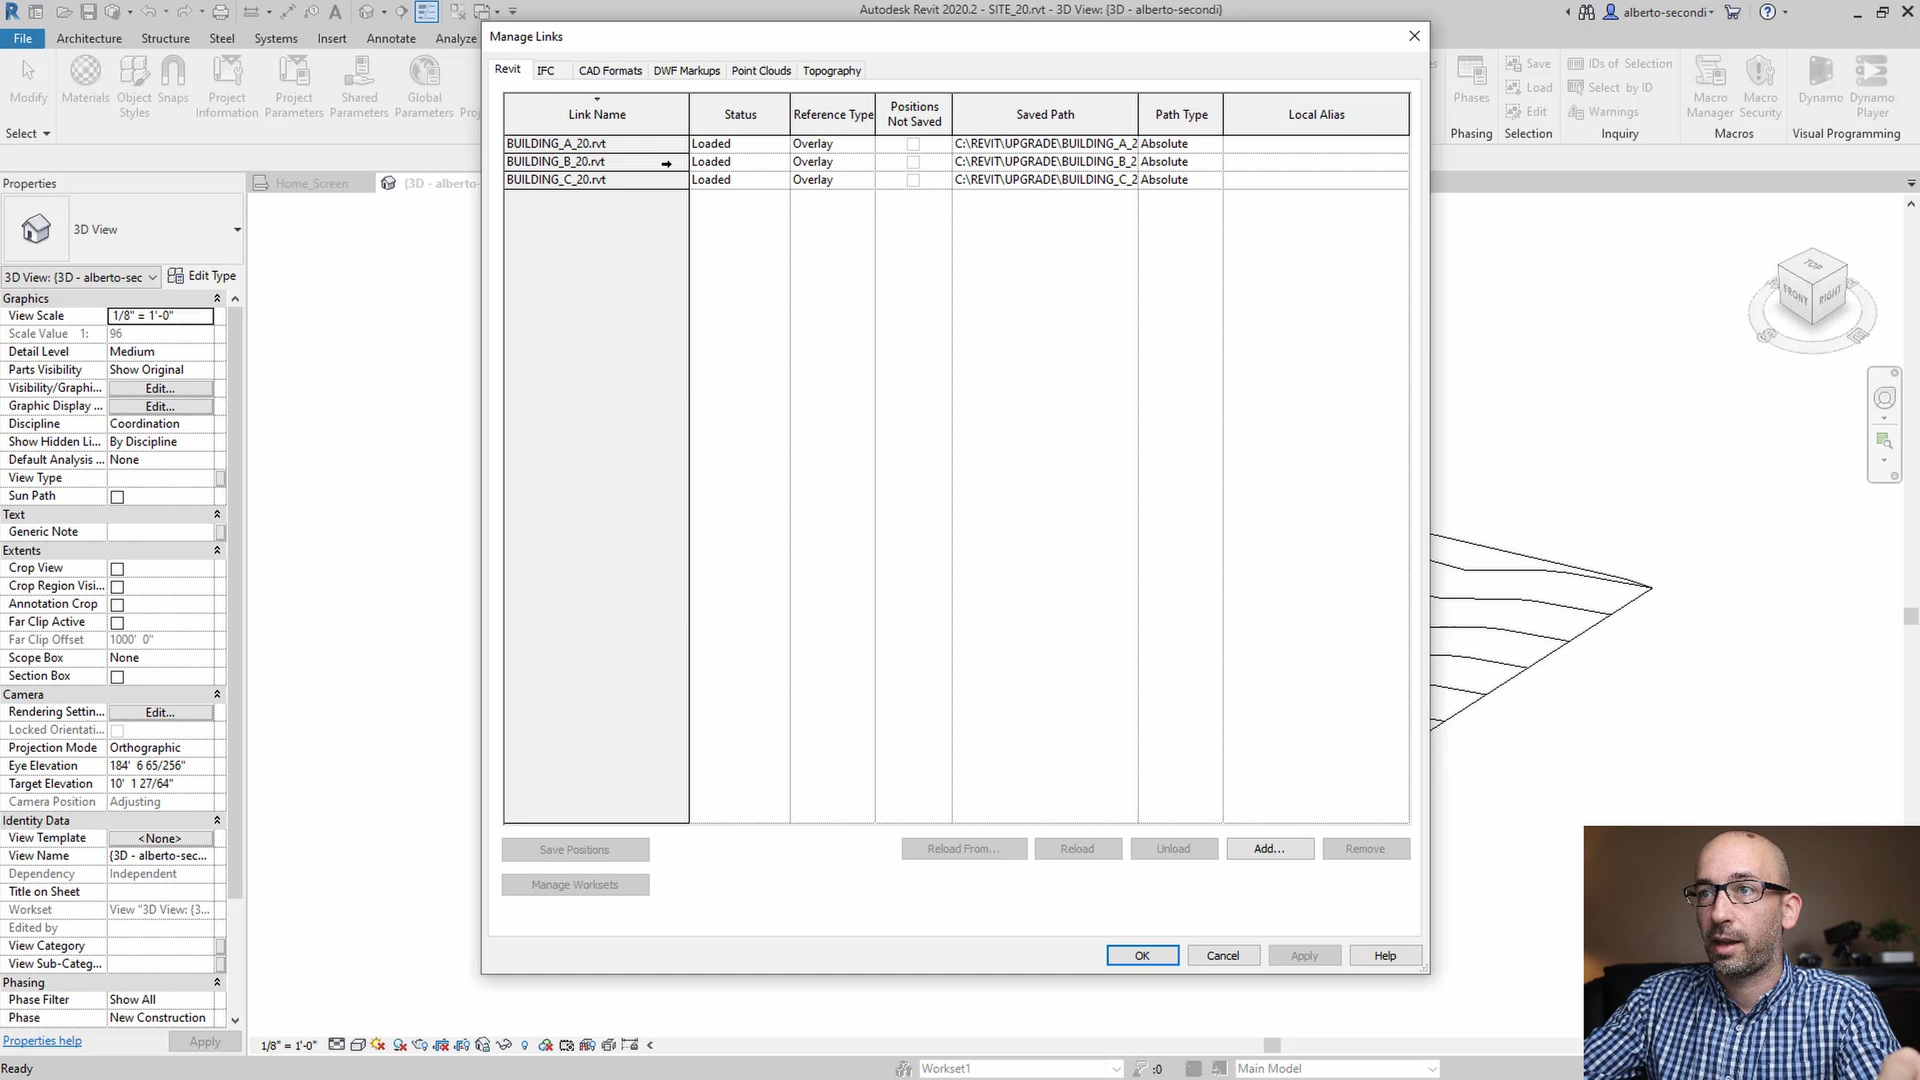 Autodesk Revit 2020.2 - SITE_20.rvt - 3D View: {3D - alberto-secondi}
alberto-secondi
File Architecture Structure Steel Systems Insert Annotate Analyze
Modify
Materials
Object Styles
Snaps
Project Information
Project Parameters
Shared Parameters
Global Parameters
Select
Phases
Phasing
Save
Load
Edit
Selection
IDs of Selection
Select by ID
Warnings
Inquiry
Macro Manager
Macro Security
Macros
Dynamo
Dynamo Player
Visual Programming
Properties
Home_Screen
{3D - alberto-
3D View
3D View: {3D - alberto-sec
Edit Type
Graphics
View Scale 1/8" = 1'-0"
Scale Value 1: 96
Detail Level Medium
Parts Visibility Show Original
Visibility/Graphi... Edit...
Graphic Display ... Edit...
Discipline Coordination
Show Hidden Li... By Discipline
Default Analysis ... None
View Type
Sun Path
Text
Generic Note
Extents
Crop View
Crop Region Visi...
Annotation Crop
Far Clip Active
Far Clip Offset 1000' 0"
Scope Box None
Section Box
Camera
Rendering Settin... Edit...
Locked Orientati...
Projection Mode Orthographic
Eye Elevation 184' 6 65/256"
Target Elevation 10' 1 27/64"
Camera Position Adjusting
Identity Data
View Template <None>
View Name {3D - alberto-sec...
Dependency Independent
Title on Sheet
Workset View "3D View: {3...
Edited by
View Category
View Sub-Categ...
Phasing
Phase Filter Show All
Phase New Construction
Properties help
Apply
Manage Links
Revit IFC CAD Formats DWF Markups Point Clouds Topography
Link Name Status Reference Type Positions Not Saved Saved Path Path Type Local Alias
BUILDING_A_20.rvt Loaded Overlay C:\REVIT\UPGRADE\BUILDING_A_2 Absolute
BUILDING_B_20.rvt Loaded Overlay C:\REVIT\UPGRADE\BUILDING_B_2 Absolute
BUILDING_C_20.rvt Loaded Overlay C:\REVIT\UPGRADE\BUILDING_C_2 Absolute
Save Positions Reload From... Reload Unload Add... Remove
Manage Worksets
OK Cancel Apply Help
TOP
FRONT
RIGHT
1/8" = 1'-0"
Ready
Workset1
:0
Main Model